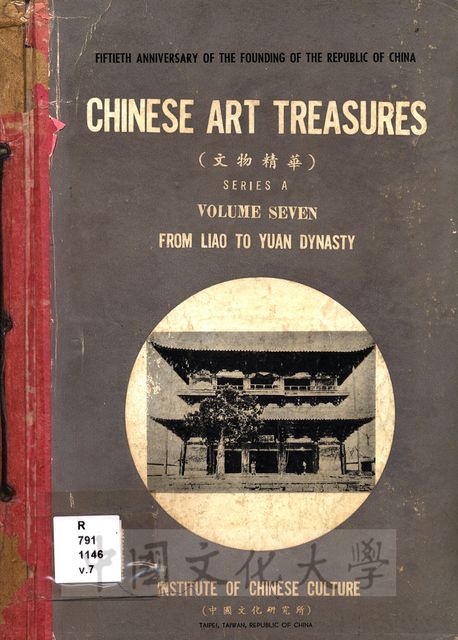 FIFTIETH ANNIVERSARY OF THE FOUNDING OF THE REPUBLIC OF CHINA
CHINESE ART TREASURES
(文物精華)
SERIES A
VOLUME SEVEN
FROM LIAO TO YUAN DYNASTY
R
791
1146
v.7
中國文化大學
INSTITUTE OF CHINESE CULTURE
(中國文化研究所)
TAIPEI, TAIWAN, REPUBLIC OF CHINA